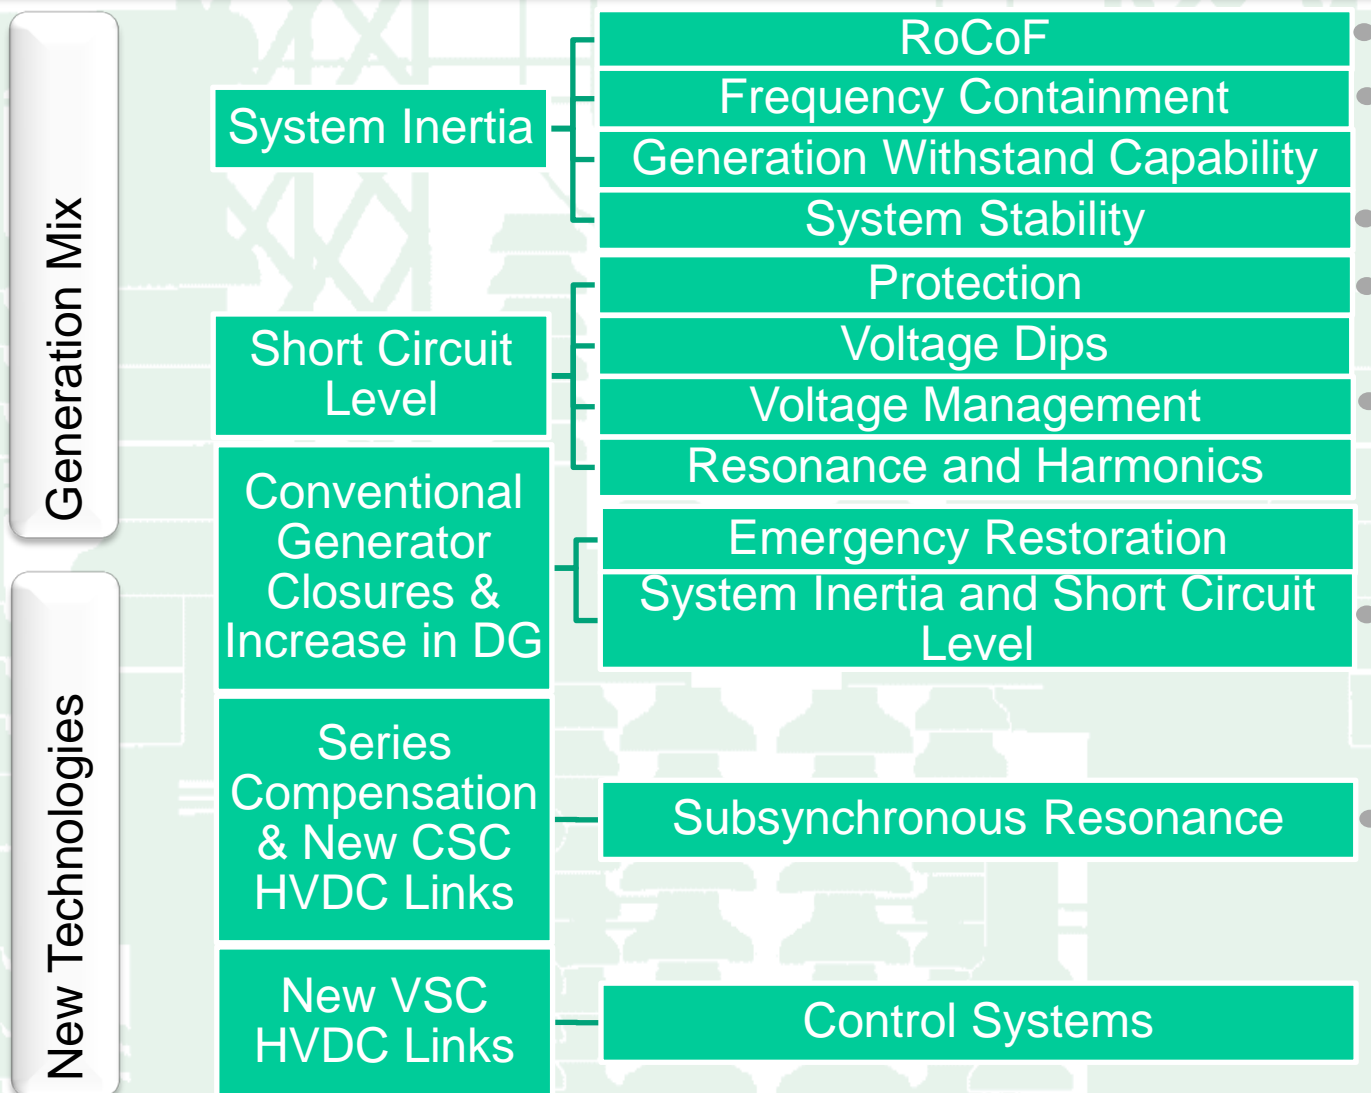 Generation Mix
System Inertia
RoCoF
Frequency Containment
Generation Withstand Capability
System Stability
Short Circuit
Level
Protection
Voltage Dips
Voltage Management
Resonance and Harmonics
Conventional
Generator
Closures &
Increase in DG
Emergency Restoration
System Inertia and Short Circuit
Level
New Technologies
Series
Compensation
& New CSC
HVDC Links
Subsynchronous Resonance
New VSC
HVDC Links
Control Systems